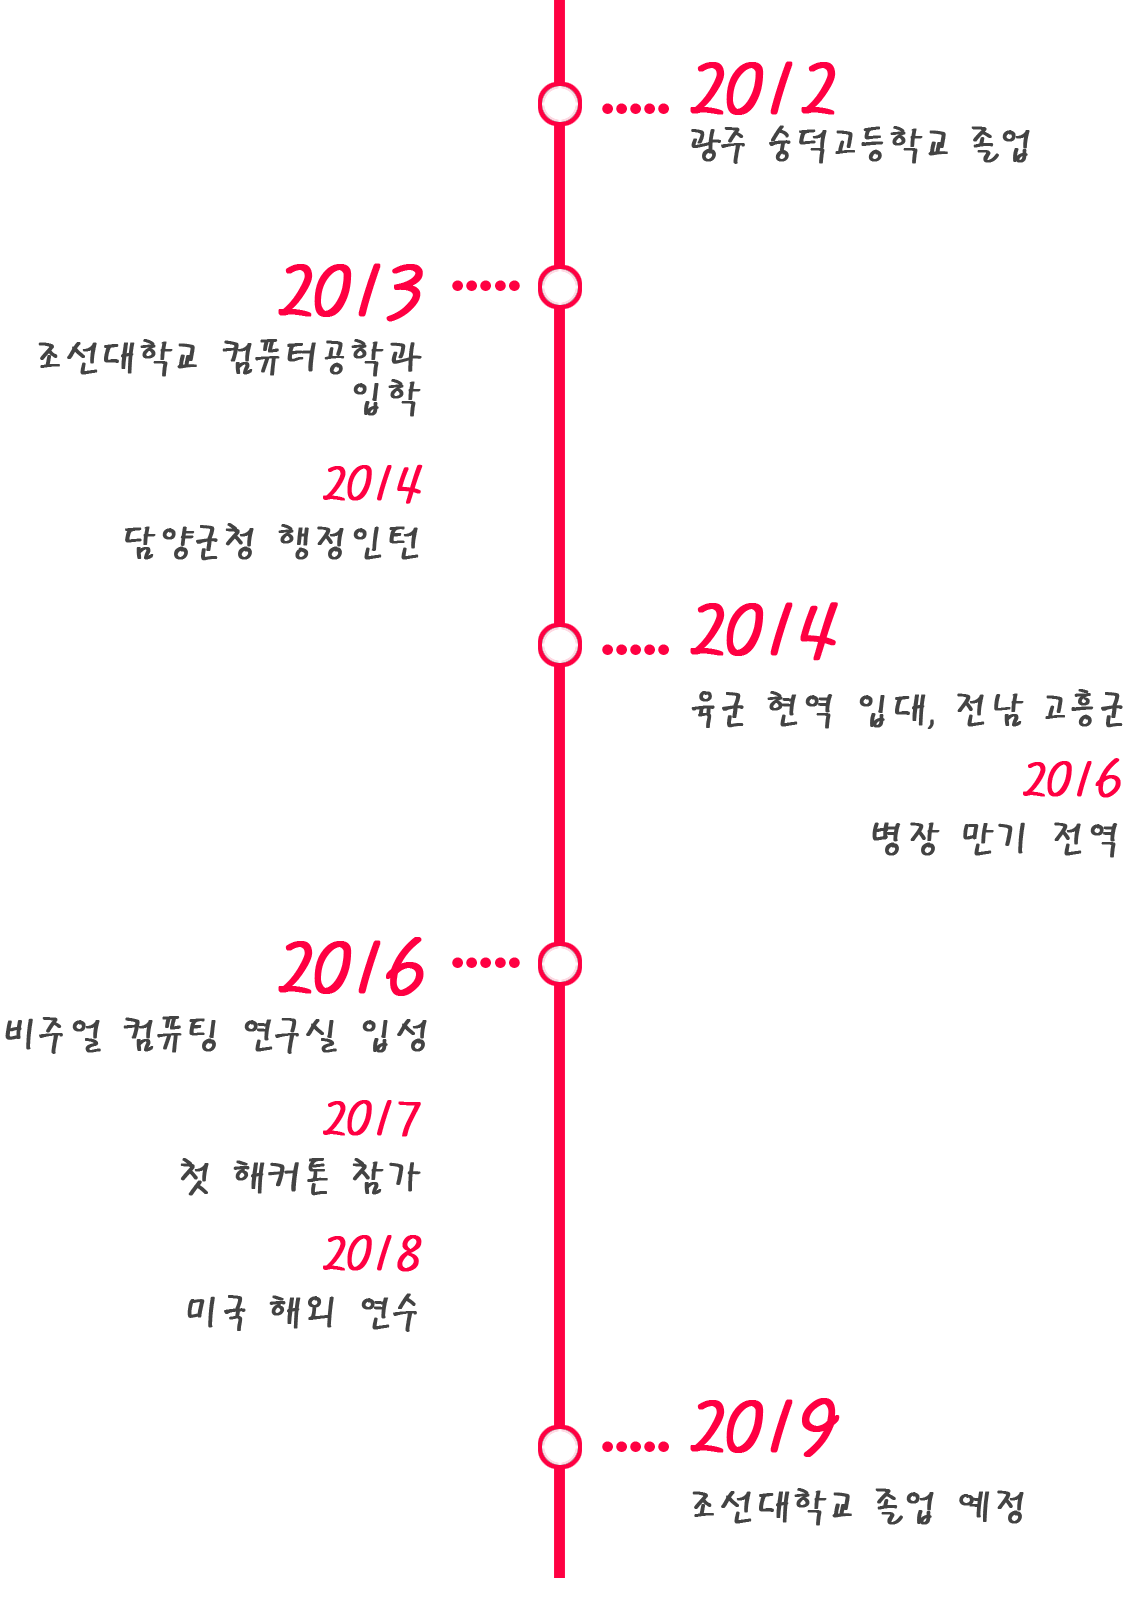 2012
광주 숭덕고등학교 졸업
2013
조선대학교 컴퓨터공학과
입학
2014
담양군청 행정인턴
2014
육군 현역 입대, 전남 고흥군
2016
병장 만기 전역
2016
비주얼 컴퓨팅 연구실 입성
2017
첫 해커톤 참가
2018
미국 해외 연수
2019
조선대학교 졸업 예정